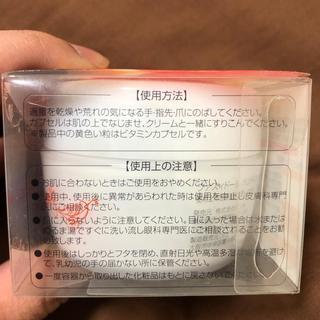 【使用方法】
適量を乾燥や荒れの気になる手・指先・爪にのばしてください。
カプセルは肌の上でなじませ、クリームと一緒にすりこんでください。
※製品中の黄色い粒はビタミンカプセルです。
【使用上の注意】
●お肌に合わないときはご使用をおやめください。
●使用中、使用後に異常があらわれた時は使用を中止し皮膚科専門
医にご相談ください。
●目に入らないように注意してください。目に入った場合は水または
ぬるま湯ですぐに洗い流し眼科専門医にご相談されることをお勧
め致します。
●使用後はしっかりとフタを閉め、直射日光や高温多湿な場所を避け
て、乳幼児の手の届かない所に保管ください。
●一度容器から取り出した化粧品はもとに戻さないでください。